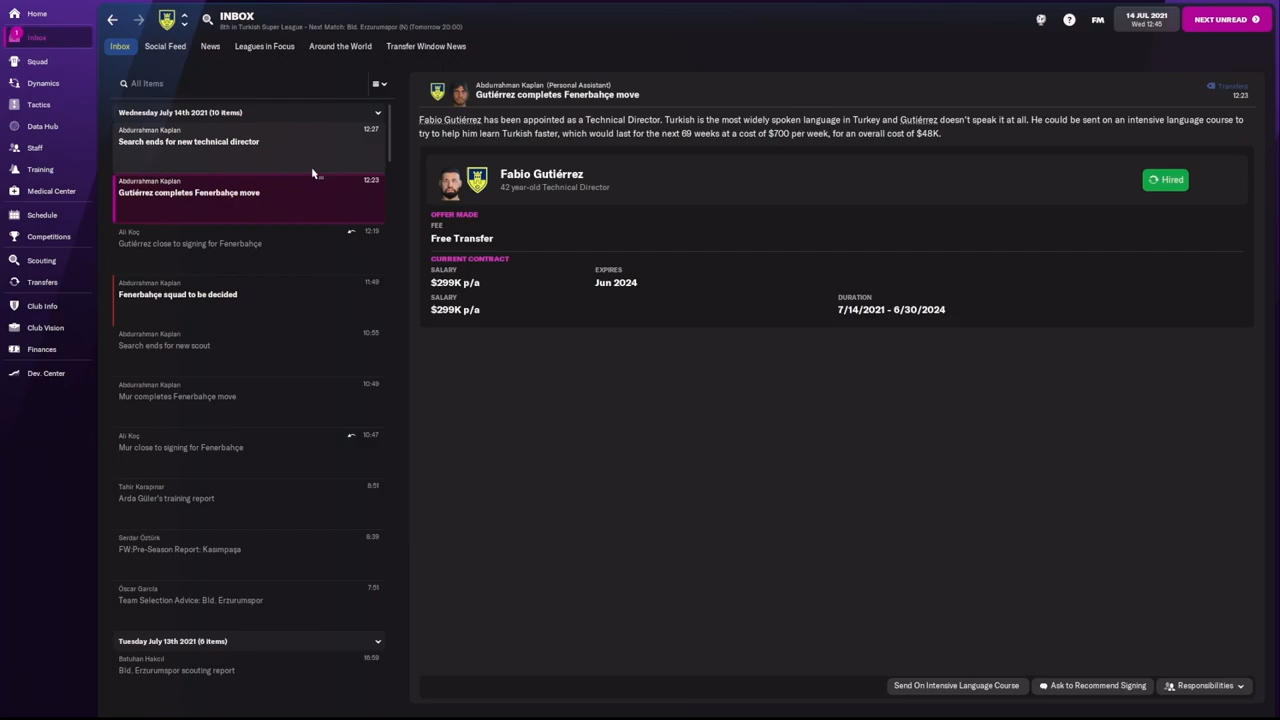 Home
1
Inbox
Squad
Dynamics
Tactics
Data Hub
Staff
Training
Medical Center
Schedule
Competitions
Scouting
Transfers
Club Info
Club Vision
Finances
Dev. Center
INBOX
8th in Turkish Super League - Next Match: Bld. Erzurumspor (N) (Tomorrow 20:00)
FM
14 JUL 2021
Wed 12:45
NEXT UNREAD
Inbox
Social Feed
News
Leagues in Focus
Around the World
Transfer Window News
All Items
Wednesday July 14th 2021 (10 items)
Abdurrahman Kaplan
12:27
Search ends for new technical director
Abdurrahman Kaplan
12:23
Gutiérrez completes Fenerbahçe move
Ali Koç
12:19
Gutiérrez close to signing for Fenerbahçe
Abdurrahman Kaplan
11:49
Fenerbahçe squad to be decided
Abdurrahman Kaplan
10:55
Search ends for new scout
Abdurrahman Kaplan
10:49
Mur completes Fenerbahçe move
Ali Koç
10:47
Mur close to signing for Fenerbahçe
Tahir Karapınar
8:51
Arda Güler's training report
Serdar Öztürk
8:39
FW:Pre-Season Report: Kasımpaşa
Óscar García
7:51
Team Selection Advice: Bld. Erzurumspor
Tuesday July 13th 2021 (6 items)
Batuhan Hakcıl
16:59
Bld. Erzurumspor scouting report
Abdurrahman Kaplan (Personal Assistant)
Gutiérrez completes Fenerbahçe move
Transfers
12:23
Fabio Gutiérrez has been appointed as a Technical Director. Turkish is the most widely spoken language in Turkey and Gutiérrez doesn't speak it at all. He could be sent on an intensive language course to
try to help him learn Turkish faster, which would last for the next 69 weeks at a cost of $700 per week, for an overall cost of $48K.
Fabio Gutiérrez
42 year-old Technical Director
Hired
OFFER MADE
FEE
Free Transfer
CURRENT CONTRACT
SALARY
EXPIRES
$299K p/a
Jun 2024
SALARY
DURATION
$299K p/a
7/14/2021 - 6/30/2024
Send On Intensive Language Course
Ask to Recommend Signing
Responsibilities